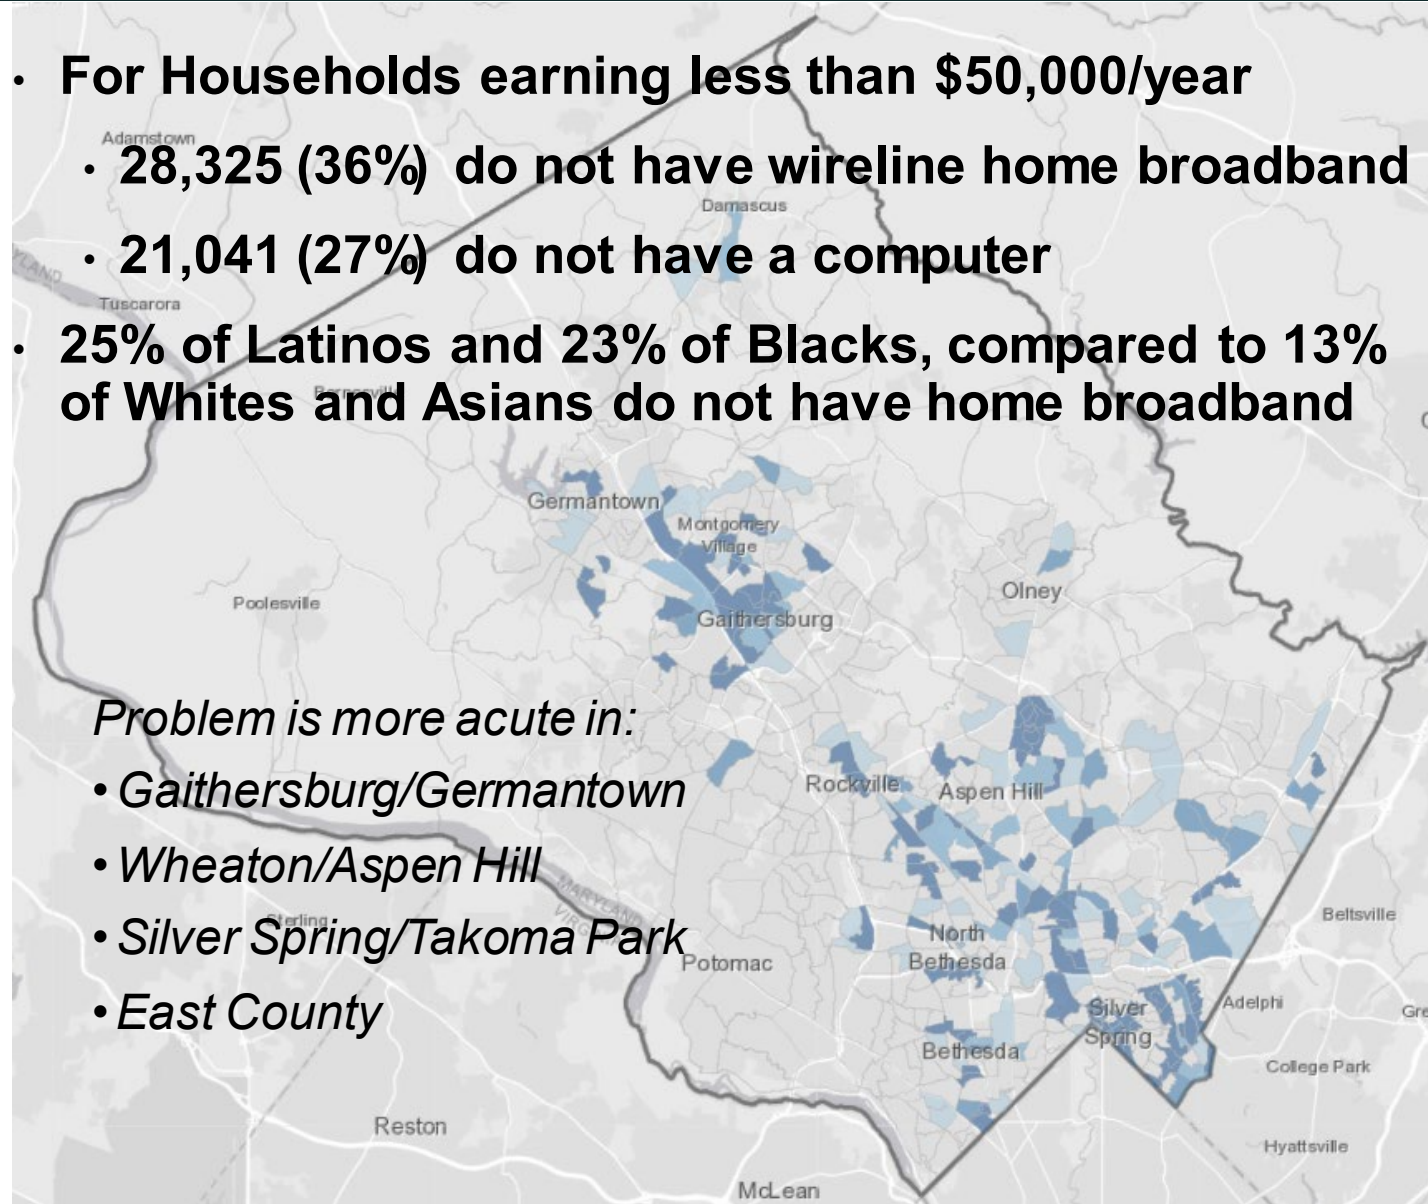 • For Households earning less than $50,000/year
Adamstown
• 28,325 (36%) do not have wireline home broadband
Damascus
• 21,041 (27%) do not have a computer
Tuscarora
• 25% of Latinos and 23% of Blacks, compared to 13%
Barnesville
of Whites and Asians do not have home broadband
Germantown
Montgomery
Village
Olney
Poolesville
Gaithersburg
Problem is more acute in:
• Gaithersburg/Germantown
Rockville
Aspen Hill
• Wheaton/Aspen Hill
MARYLAND
Sterling
Beltsville
• Silver Spring/Takoma Park
North
Bethesda
Potomac
• East County
Silver
Spring
Adelphi
Bethesda
College Park
Reston
Hyattsville
McLean